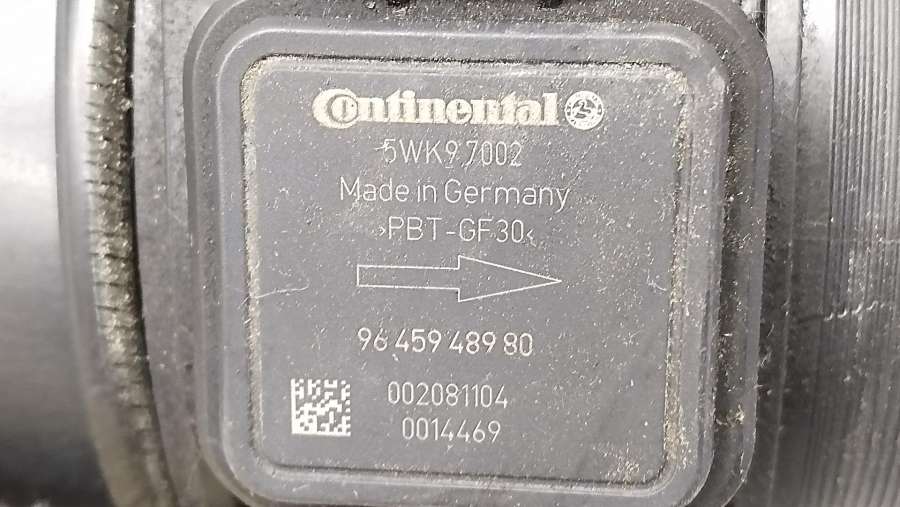 Continental
5WK9 7002
Made in Germany
>PBT-GF30<
96 459 489 80
002081104
0014469